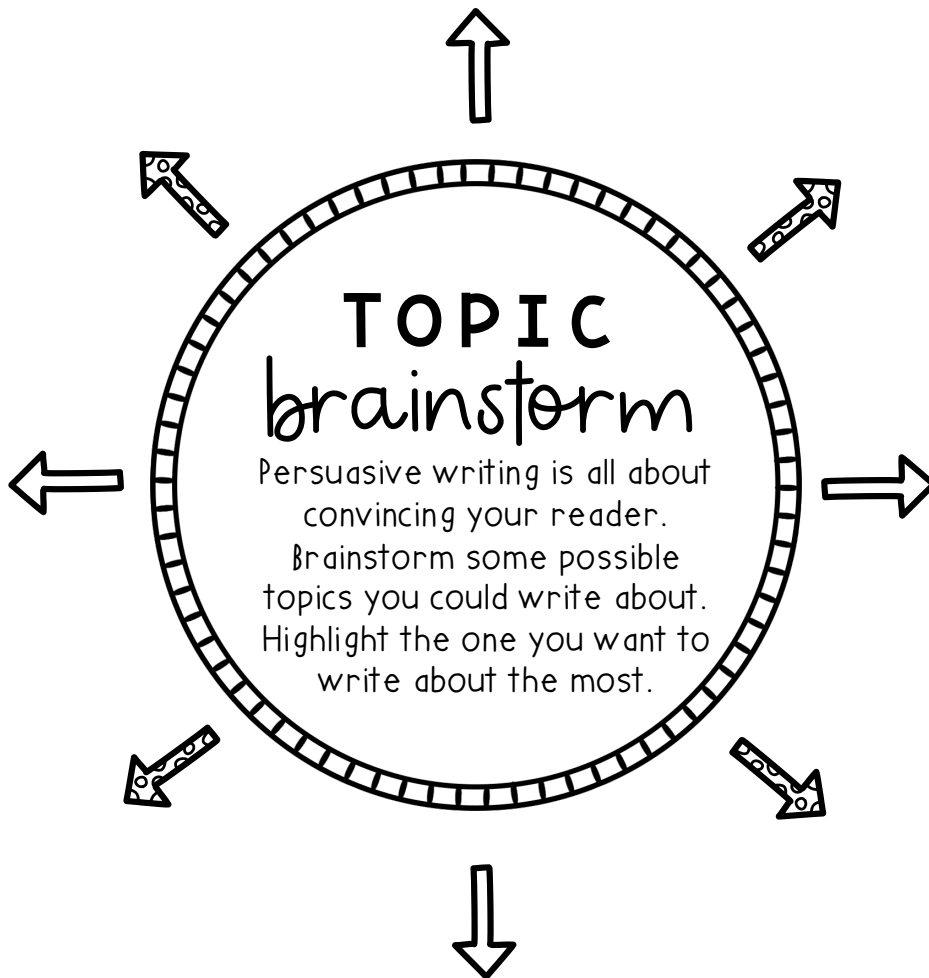 TOPIC
brainstorm
Persuasive writing is all about
convincing your reader.
Brainstorm some possible
topics you could write about.
Highlight the one you want to
write about the most.